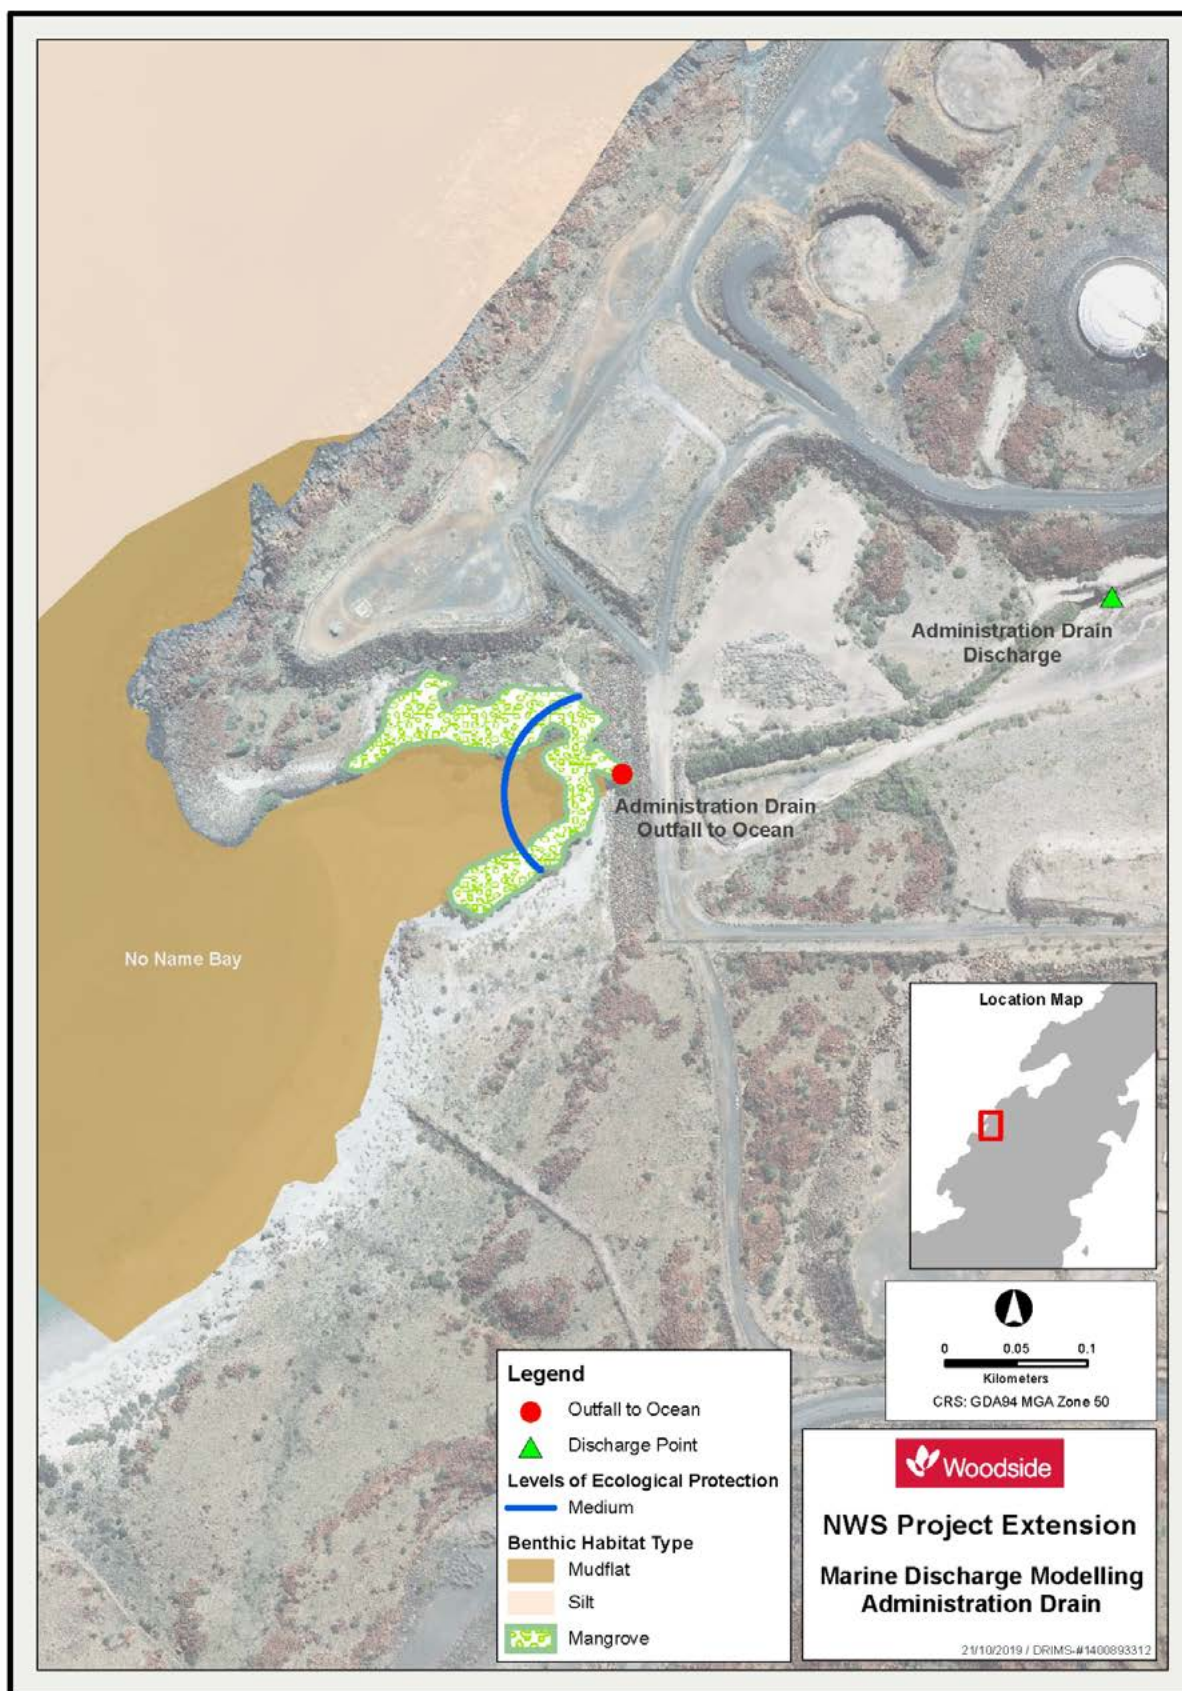 Administration Drain
Discharge
Administration Drain
Outfall to Ocean
No Name Bay
Location Map
0 0.05 0.1
Kilometers
CRS: GDA94 MGA Zone 50
Legend
Outfall to Ocean
Discharge Point
Levels of Ecological Protection
Medium
Benthic Habitat Type
Mudflat
Silt
Mangrove
Woodside
NWS Project Extension
Marine Discharge Modelling
Administration Drain
21/10/2019 / DRIMS-#1400893312